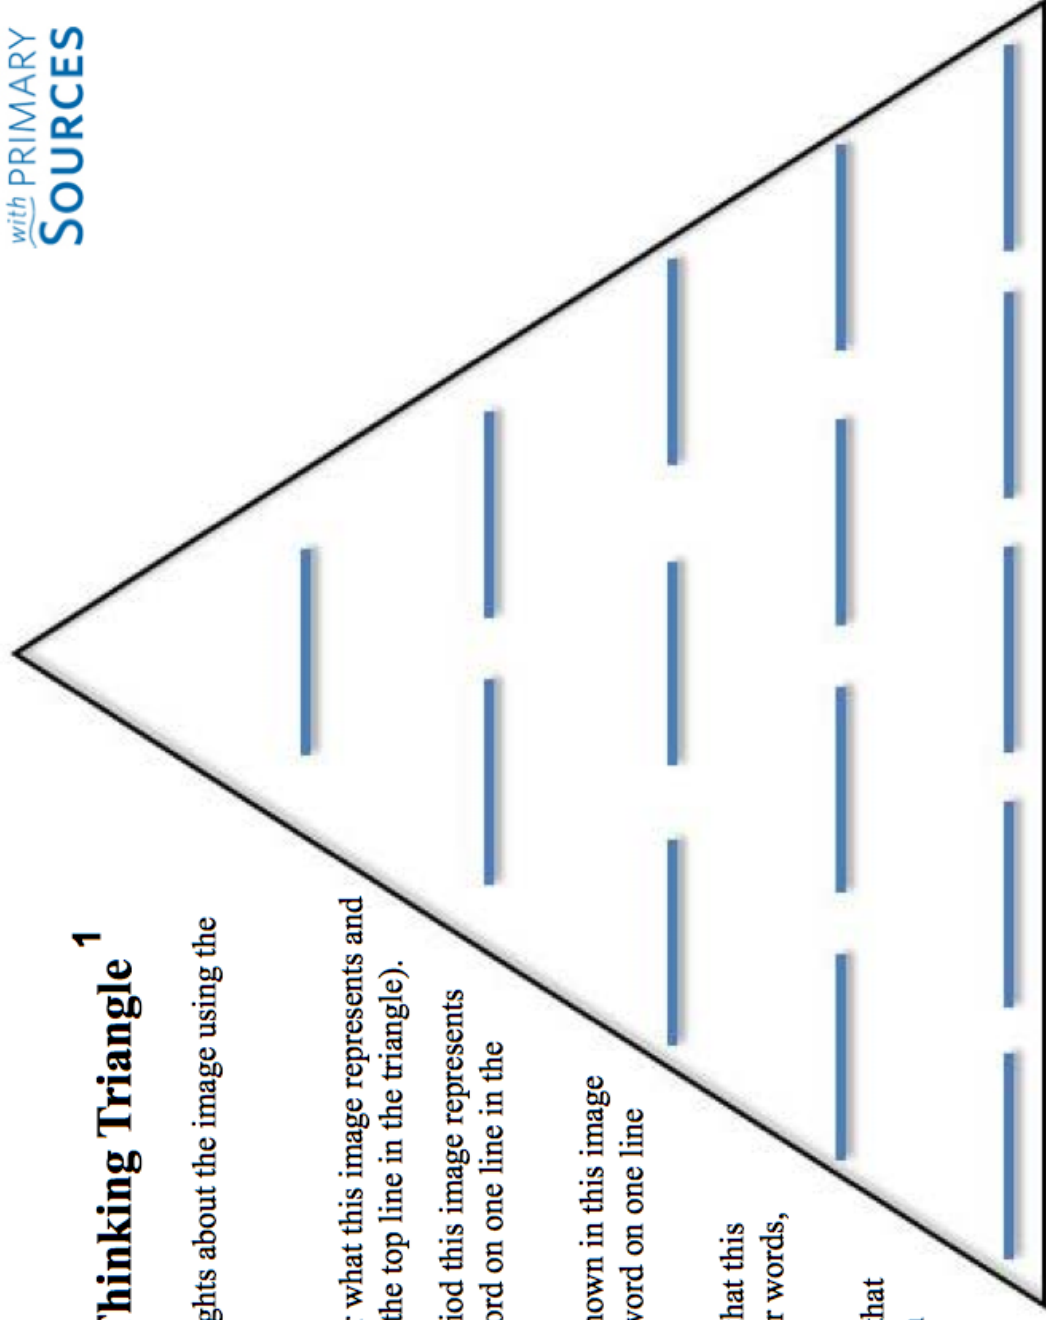 with PRIMARY
SOURCES
Thinking Triangle 1
ghts about the image using the
what this image represents and
the top line in the triangle).
iod this image represents
ord on one line in the
hown in this image
word on one line
hat this
r words,
that